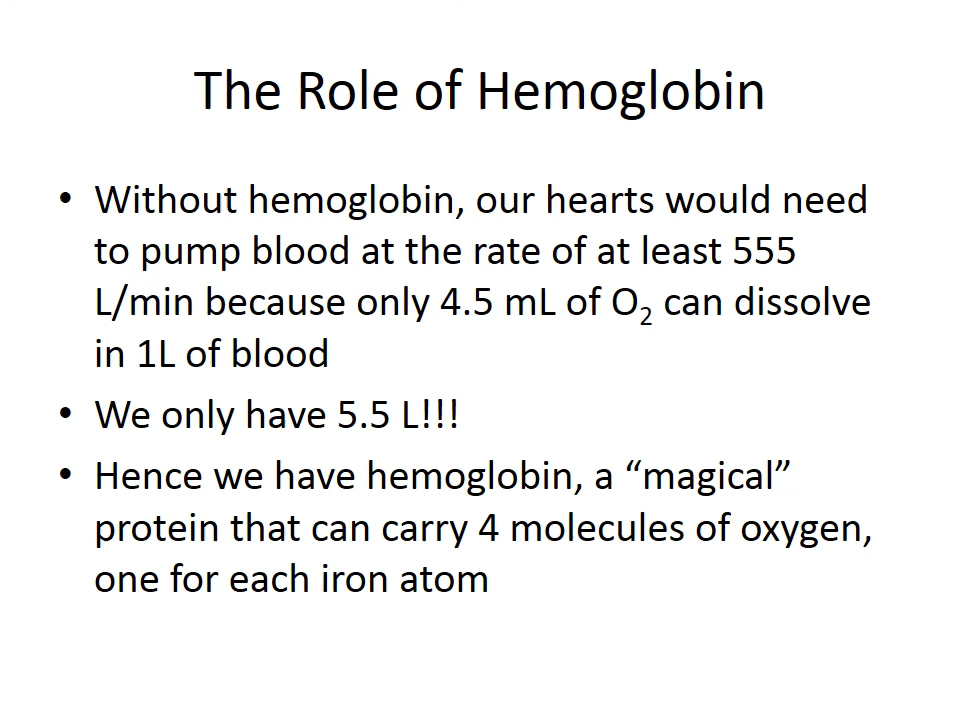 The Role of Hemoglobin
• Without hemoglobin, our hearts would need
to pump blood at the rate of at least 555
L/min because only 4.5 mL of O₂ can dissolve
in 1L of blood
• We only have 5.5 L!!!
• Hence we have hemoglobin, a “magical”
protein that can carry 4 molecules of oxygen,
one for each iron atom